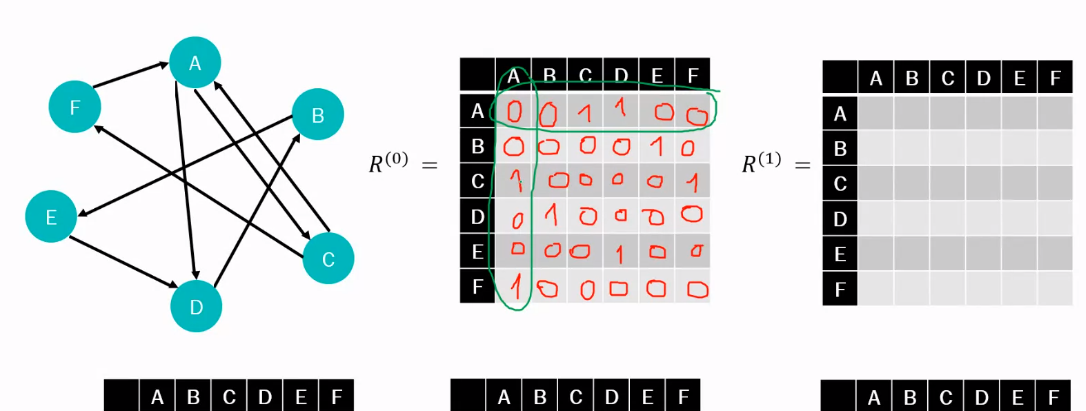 A
F
B
E
C
D
R(0) =
A B C D E F
A 0 0 1 1 0 0
B 0 0 0 0 1 0
C 1 0 0 0 0 1
D 0 1 0 0 0 0
E 0 0 0 1 0 0
F 1 0 0 0 0 0
R(1) =
A B C D E F
A
B
C
D
E
F
A B C D E F
A B C D E F
A B C D E F